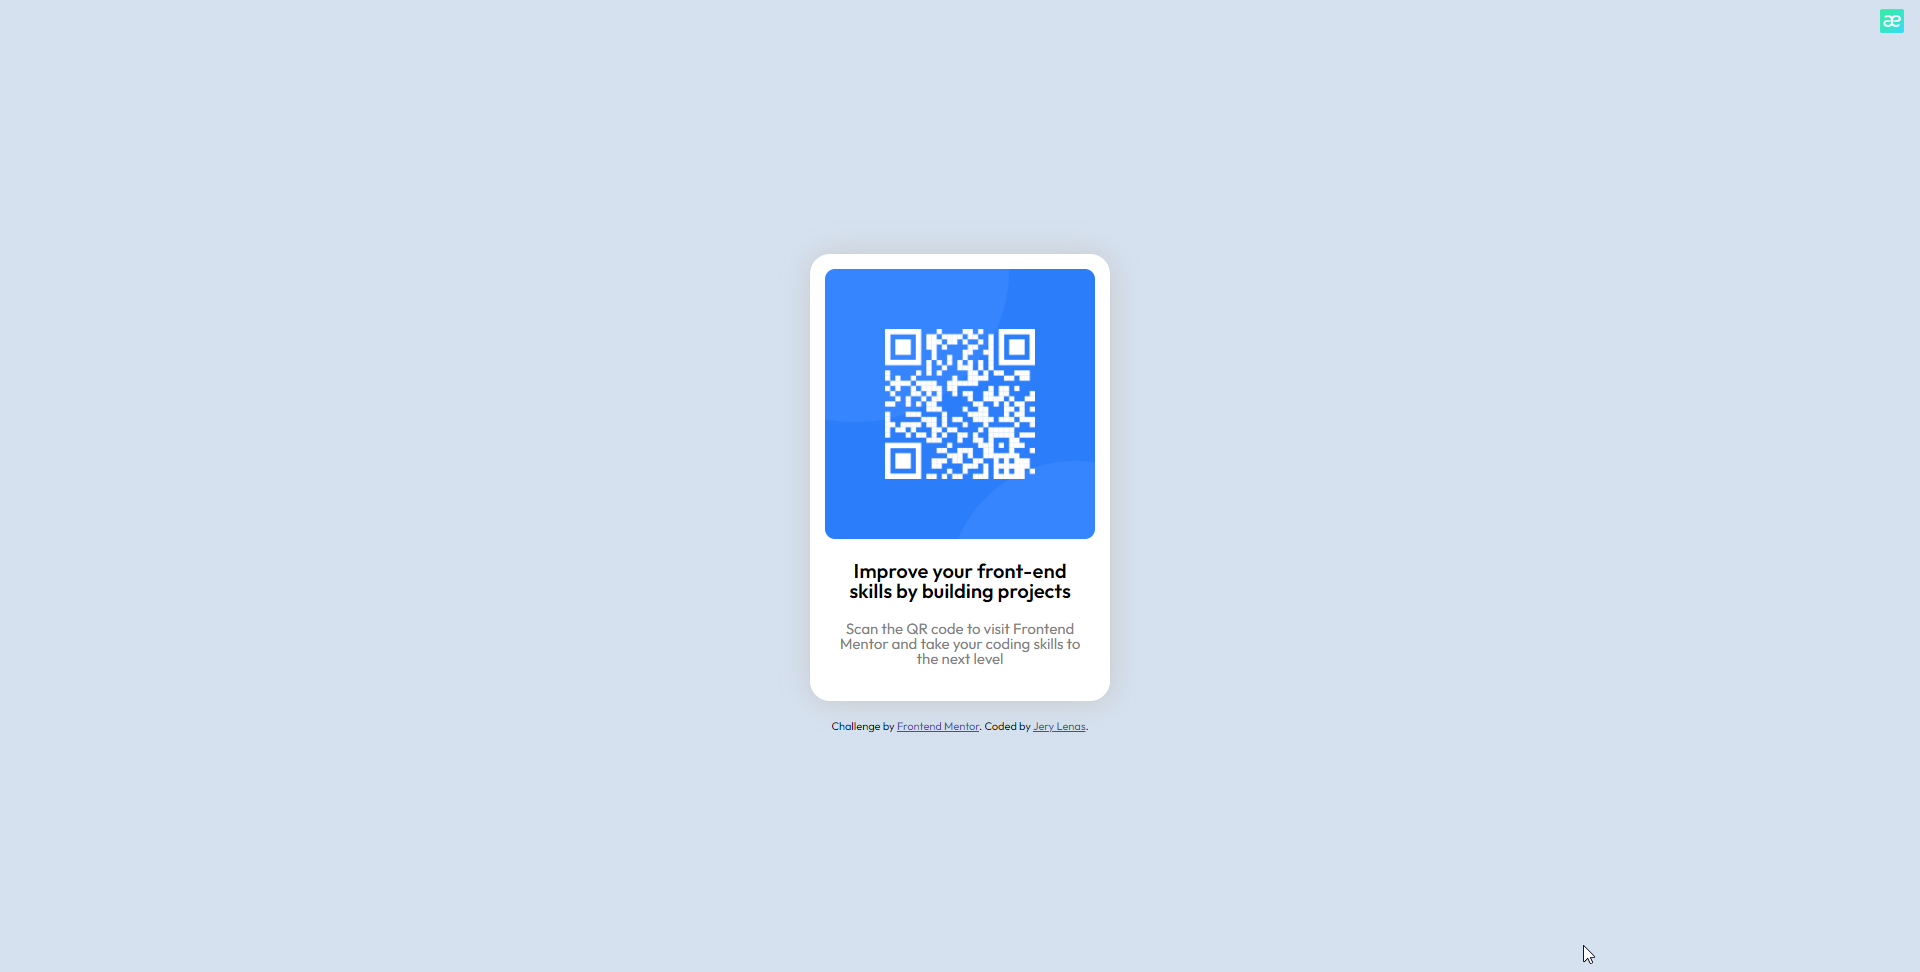 æ
Improve your front-end
skills by building projects
Scan the QR code to visit Frontend
Mentor and take your coding skills to
the next level
Challenge by Frontend Mentor. Coded by Jery Lenas.